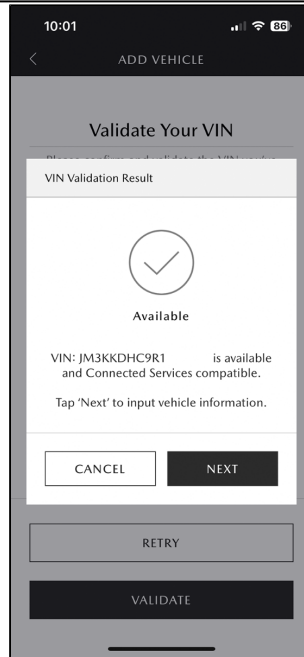 10:01
86
ADD VEHICLE
Validate Your VIN
VIN Validation Result
Available
VIN: JM3KKDHC9R1 is available
and Connected Services compatible.
Tap ‘Next’ to input vehicle information.
CANCEL NEXT
RETRY
VALIDATE